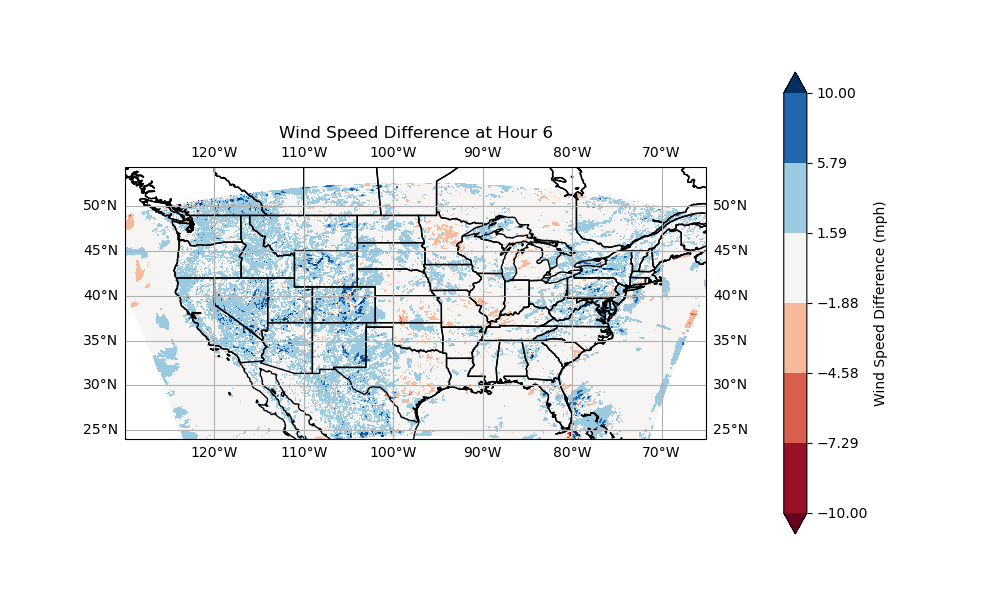 Wind Speed Difference at Hour 6
120°W 110°W 100°W 90°W 80°W 70°W
50°N 50°N
45°N 45°N
40°N 40°N
35°N 35°N
30°N 30°N
25°N 25°N
120°W 110°W 100°W 90°W 80°W 70°W
10.00
5.79
1.59
−1.88
−4.58
−7.29
−10.00
Wind Speed Difference (mph)